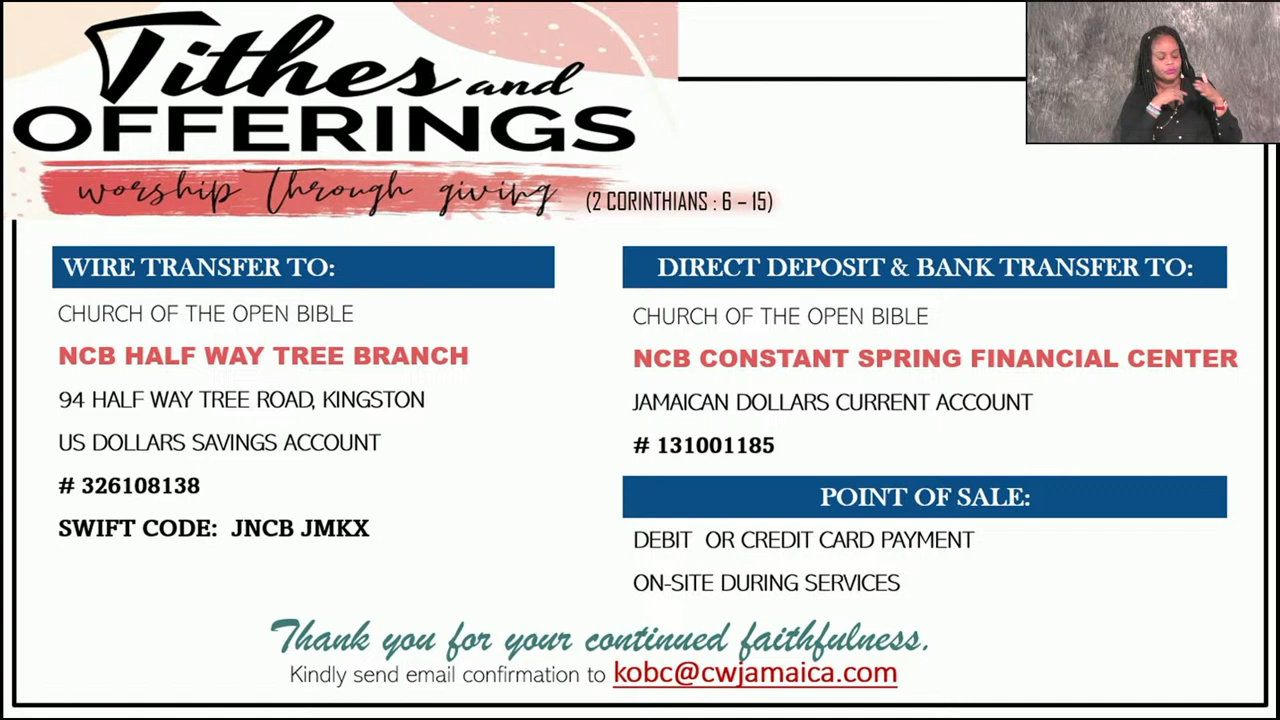 Tithes and
OFFERINGS
worship through giving
(2 CORINTHIANS : 6 – 15)
WIRE TRANSFER TO:
CHURCH OF THE OPEN BIBLE
NCB HALF WAY TREE BRANCH
94 HALF WAY TREE ROAD, KINGSTON
US DOLLARS SAVINGS ACCOUNT
# 326108138
SWIFT CODE: JNCB JMKX
DIRECT DEPOSIT & BANK TRANSFER TO:
CHURCH OF THE OPEN BIBLE
NCB CONSTANT SPRING FINANCIAL CENTER
JAMAICAN DOLLARS CURRENT ACCOUNT
# 131001185
POINT OF SALE:
DEBIT OR CREDIT CARD PAYMENT
ON-SITE DURING SERVICES
Thank you for your continued faithfulness.
Kindly send email confirmation to kobc@cwjamaica.com